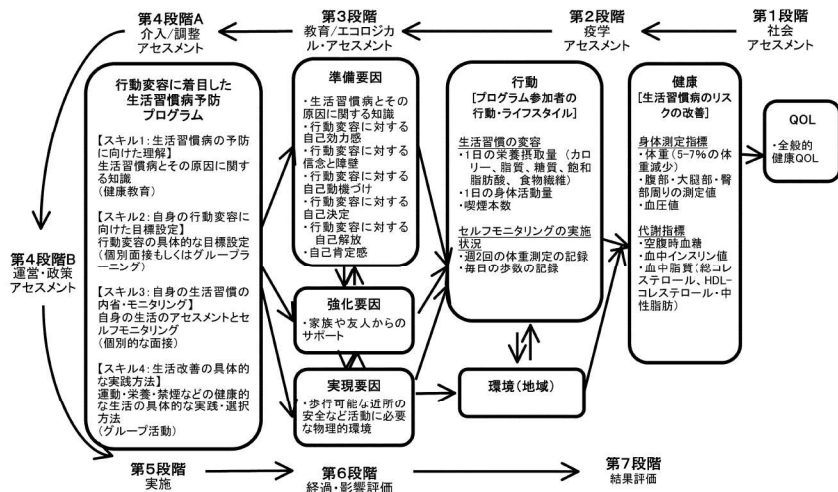 第4段階A
介入/調整
アセスメント
第3段階
教育/エコロジカ
ル・アセスメント
第2段階
疫学
アセスメント
第1段階
社会
アセスメント
行動変容に着目した
生活習慣病予防
プログラム
【スキル1:生活習慣病の予防
に向けた理解】
生活習慣病とその原因に関す
る知識
(健康教育)
【スキル2:自身の行動変容に
向けた目標設定】
行動変容の具体的な目標設定
(個別面接もしくはグループラ
ーニング)
【スキル3:自身の生活習慣の
内省・モニタリング】
自身の生活のアセスメントとセ
ルフモニタリング
(個別的な面接)
【スキル4:生活改善の具体的
な実践方法】
運動・栄養・禁煙などの健康的
な生活の具体的な実践・選択
方法
(グループ活動)
準備要因
・生活習慣病とその
原因に関する知識
・行動変容に対する
自己効力感
・行動変容に対する
信念と障壁
・行動変容に対する
自己動機づけ
・行動変容に対する
自己決定
・行動変容に対する
自己解放
・自己肯定感
強化要因
・家族や友人からの
サポート
実現要因
・歩行可能な近所の
安全など活動に必要
な物理的環境
行動
[プログラム参加者の
行動・ライフスタイル]
生活習慣の変容
・1日の栄養摂取量(カロ
リー、脂質、糖質、飽和
脂肪酸、食物繊維)
・1日の身体活動量
・喫煙本数
セルフモニタリングの実施
状況
・週2回の体重測定の記録
・毎日の歩数の記録
環境(地域)
健康
[生活習慣病のリス
クの改善]
身体測定指標
・体重(5-7%の体
重減少)
・腹部・大腿部・臀
部周りの測定値
・血圧値
代謝指標
・空腹時血糖
・血中インスリン値
・血中脂質(総コレ
ステロール、HDL-
コレステロール・中
性脂肪)
QOL
・全般的
健康QOL
第4段階B
運営・政策
アセスメント
第5段階
実施
第6段階
経過・影響評価
第7段階
結果評価